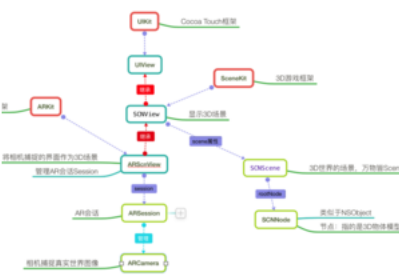 UIKit
Cocoa Touch框架
UIView
继承
SceneKit
3D游戏框架
ARKit
架
SCNView
显示3D场景
继承
scene属性
将相机捕捉的界面作为3D场景
ARSCNView
管理AR会话Session
SCNScene
3D世界的场景，万物皆Scene
session
rootNode
AR会话
ARSession
SCNNode
类似于NSObject
节点：指的是3D物体模型
相机捕捉真实世界图像
ARCamera